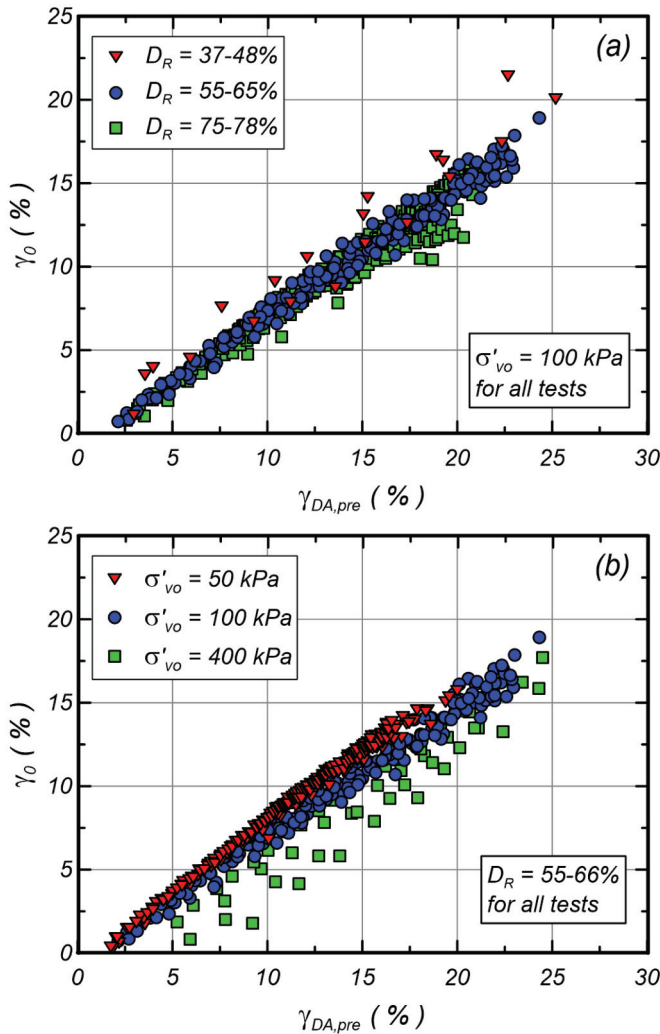 25
(a)
D_R = 37-48%
20
D_R = 55-65%
D_R = 75-78%
15
γ_0 (%)
10
5
σ'_vo = 100 kPa
for all tests
0
0 5 10 15 20 25 30
γ_DA,pre (%)
25
(b)
σ'_vo = 50 kPa
20
σ'_vo = 100 kPa
σ'_vo = 400 kPa
15
γ_0 (%)
10
5
D_R = 55-66%
for all tests
0
0 5 10 15 20 25 30
γ_DA,pre (%)